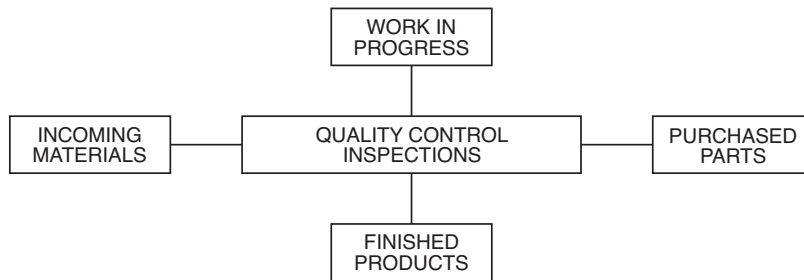 WORK IN
PROGRESS
INCOMING
MATERIALS
QUALITY CONTROL
INSPECTIONS
PURCHASED
PARTS
FINISHED
PRODUCTS